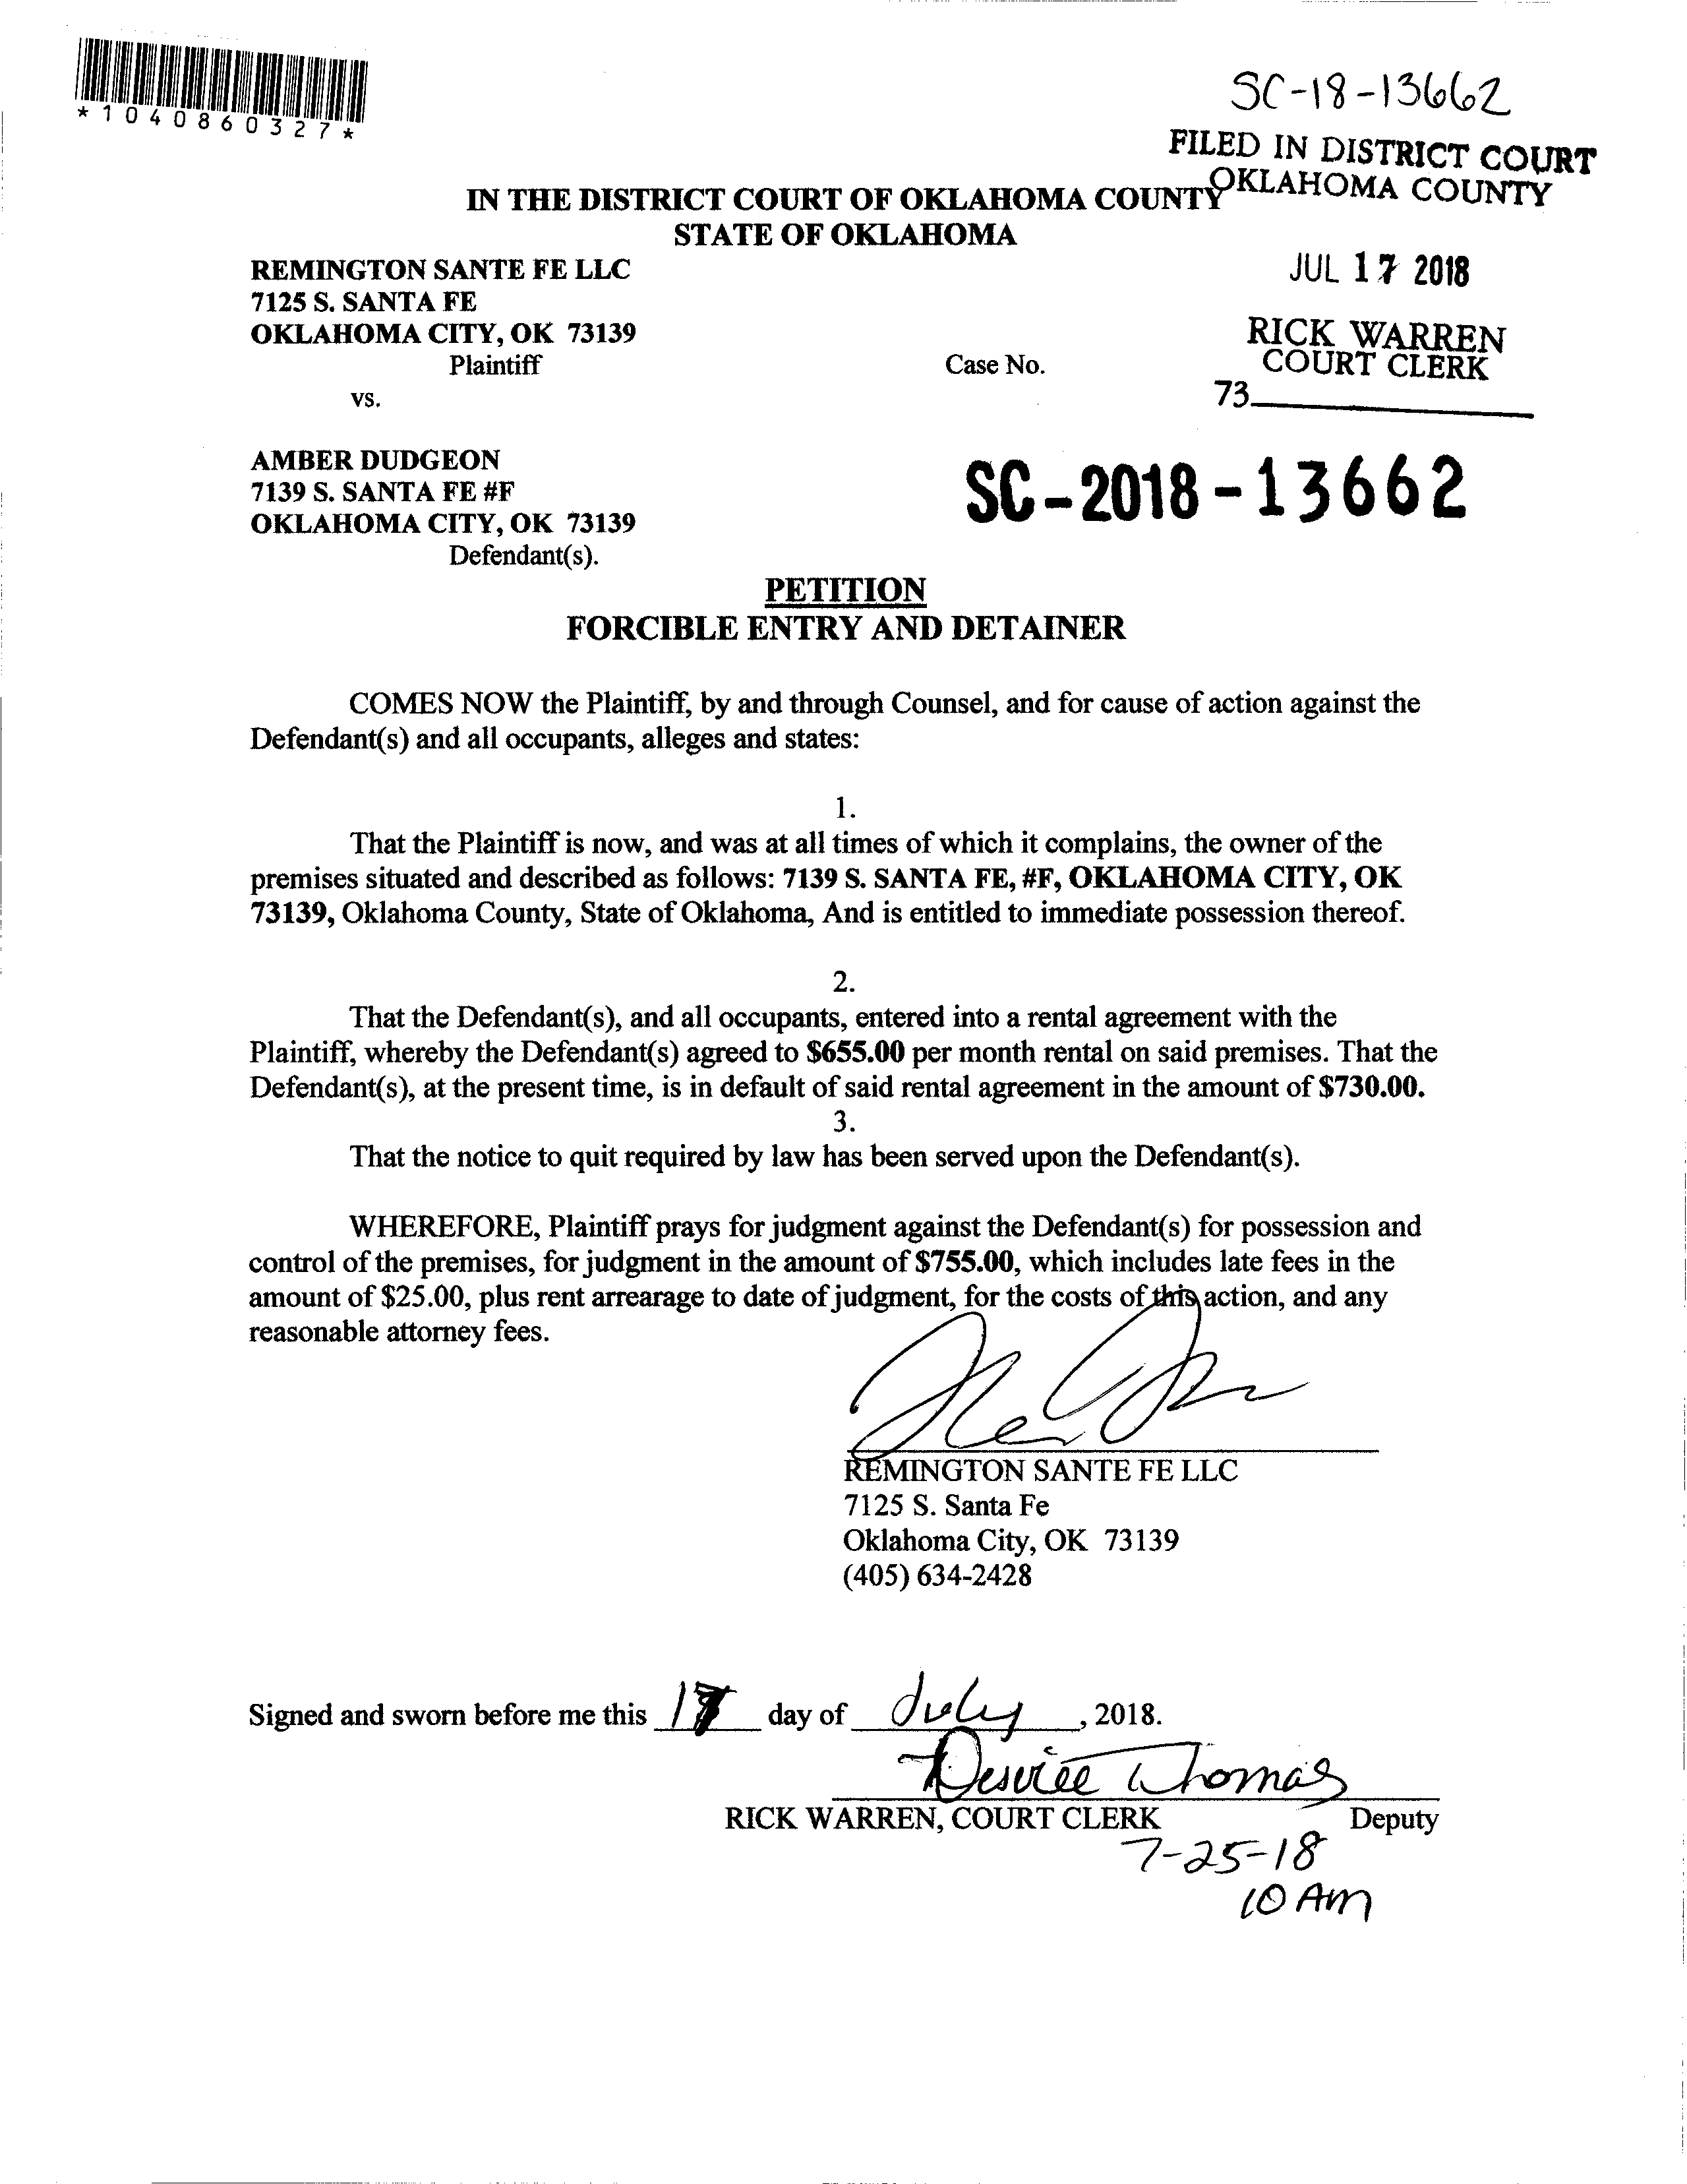 *1040860327*
SC-18-13662
FILED IN DISTRICT COURT
OKLAHOMA COUNTY
IN THE DISTRICT COURT OF OKLAHOMA COUNTY
STATE OF OKLAHOMA
REMINGTON SANTE FE LLC
7125 S. SANTA FE
OKLAHOMA CITY, OK 73139
Plaintiff
vs.
JUL 17 2018
RICK WARREN
COURT CLERK
Case No.
73
AMBER DUDGEON
7139 S. SANTA FE #F
OKLAHOMA CITY, OK 73139
Defendant(s).
SC-2018-13662
PETITION
FORCIBLE ENTRY AND DETAINER
COMES NOW the Plaintiff, by and through Counsel, and for cause of action against the
Defendant(s) and all occupants, alleges and states:
1.
That the Plaintiff is now, and was at all times of which it complains, the owner of the
premises situated and described as follows: 7139 S. SANTA FE, #F, OKLAHOMA CITY, OK
73139, Oklahoma County, State of Oklahoma, And is entitled to immediate possession thereof.
2.
That the Defendant(s), and all occupants, entered into a rental agreement with the
Plaintiff, whereby the Defendant(s) agreed to $655.00 per month rental on said premises. That the
Defendant(s), at the present time, is in default of said rental agreement in the amount of $730.00.
3.
That the notice to quit required by law has been served upon the Defendant(s).
WHEREFORE, Plaintiff prays for judgment against the Defendant(s) for possession and
control of the premises, for judgment in the amount of $755.00, which includes late fees in the
amount of $25.00, plus rent arrearage to date of judgment, for the costs of this action, and any
reasonable attorney fees.
REMINGTON SANTE FE LLC
7125 S. Santa Fe
Oklahoma City, OK 73139
(405) 634-2428
Signed and sworn before me this 17 day of July, 2018.
Desiree Thomas
RICK WARREN, COURT CLERK Deputy
7-25-18
10 AM